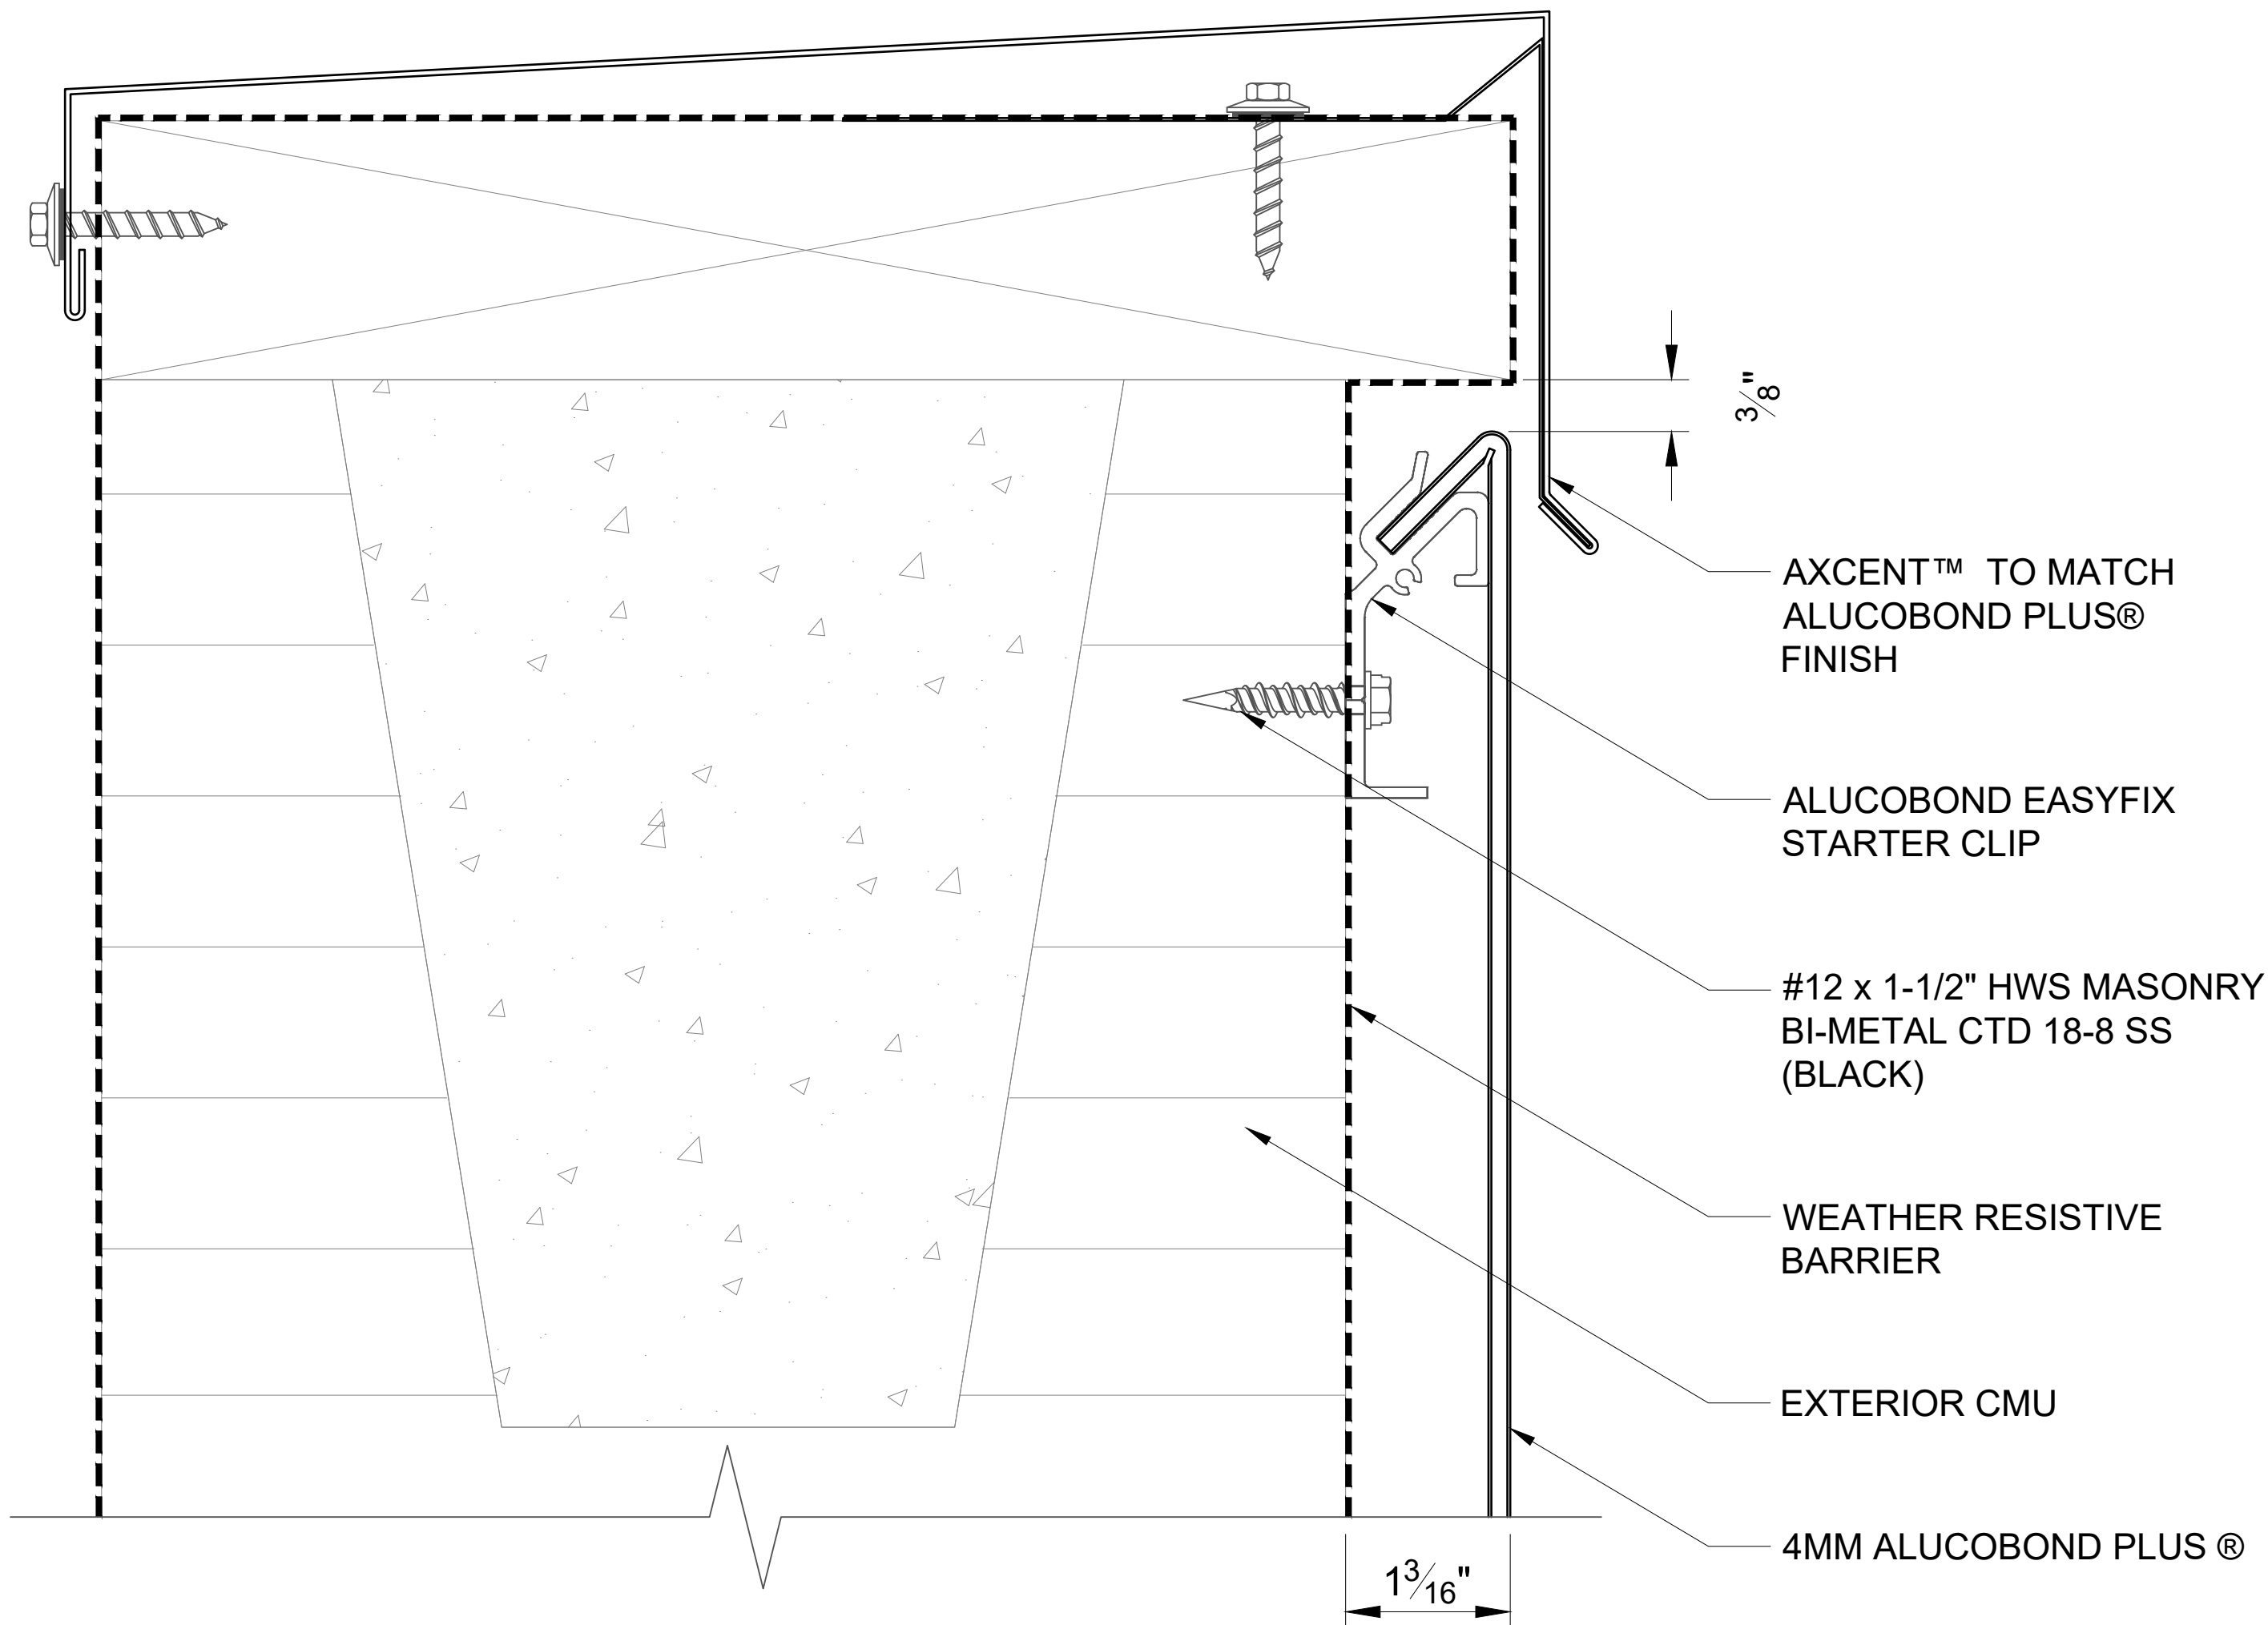 3/8"
AXCENT™ TO MATCH
ALUCOBOND PLUS®
FINISH
ALUCOBOND EASYFIX
STARTER CLIP
#12 x 1-1/2" HWS MASONRY
BI-METAL CTD 18-8 SS
(BLACK)
WEATHER RESISTIVE
BARRIER
EXTERIOR CMU
4MM ALUCOBOND PLUS ®
1 3/16"